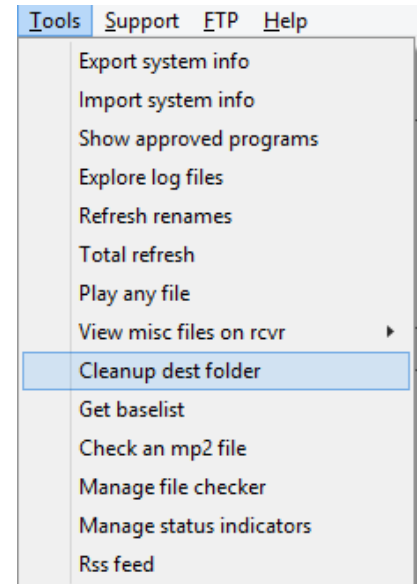 Tools Support FTP Help
Export system info
Import system info
Show approved programs
Explore log files
Refresh renames
Total refresh
Play any file
View misc files on rcvr
Cleanup dest folder
Get baselist
Check an mp2 file
Manage file checker
Manage status indicators
Rss feed